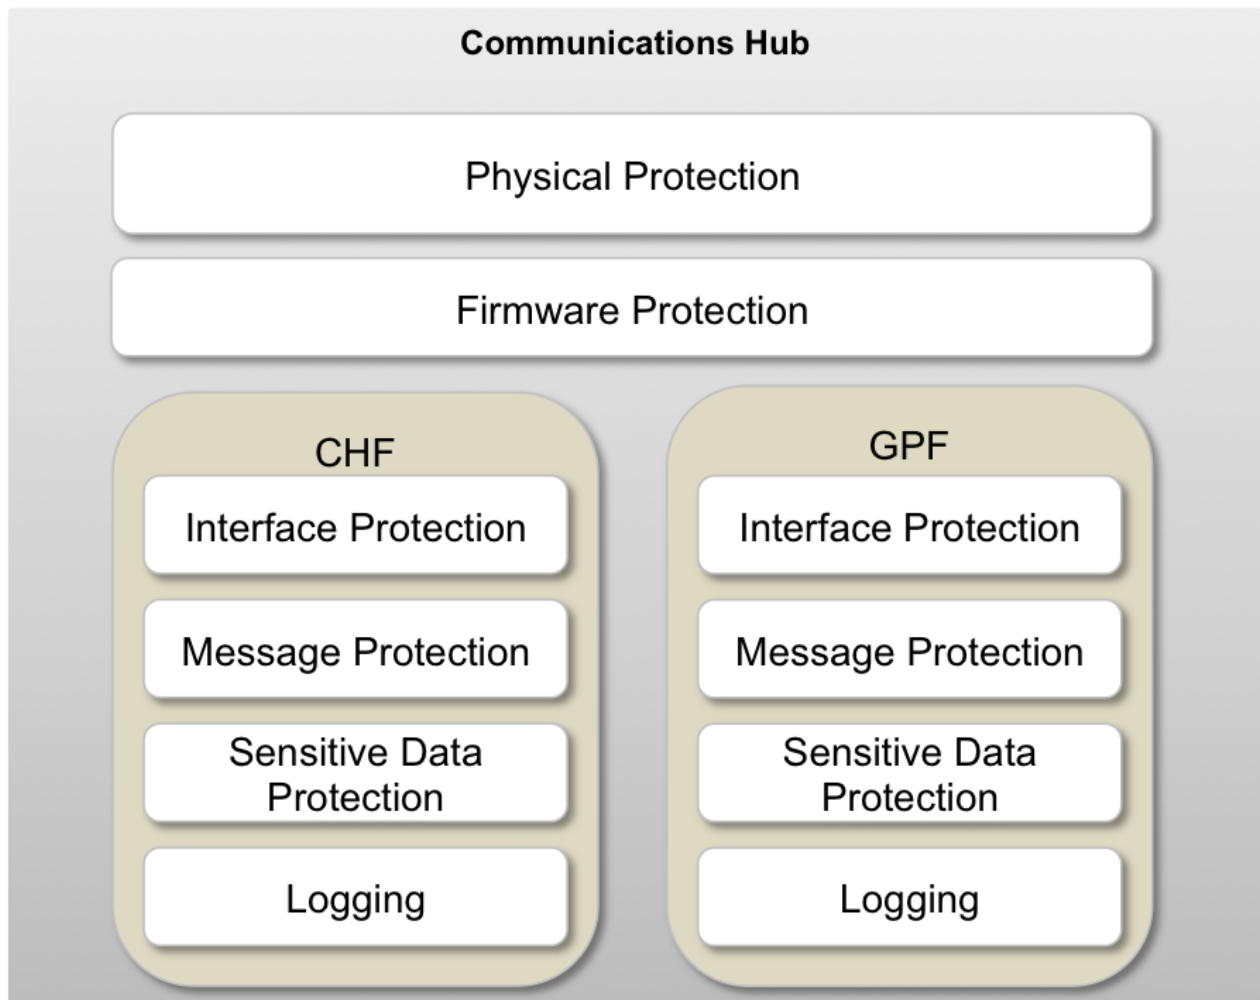 Communications Hub
Physical Protection
Firmware Protection
CHF
Interface Protection
Message Protection
Sensitive Data
Protection
Logging
GPF
Interface Protection
Message Protection
Sensitive Data
Protection
Logging